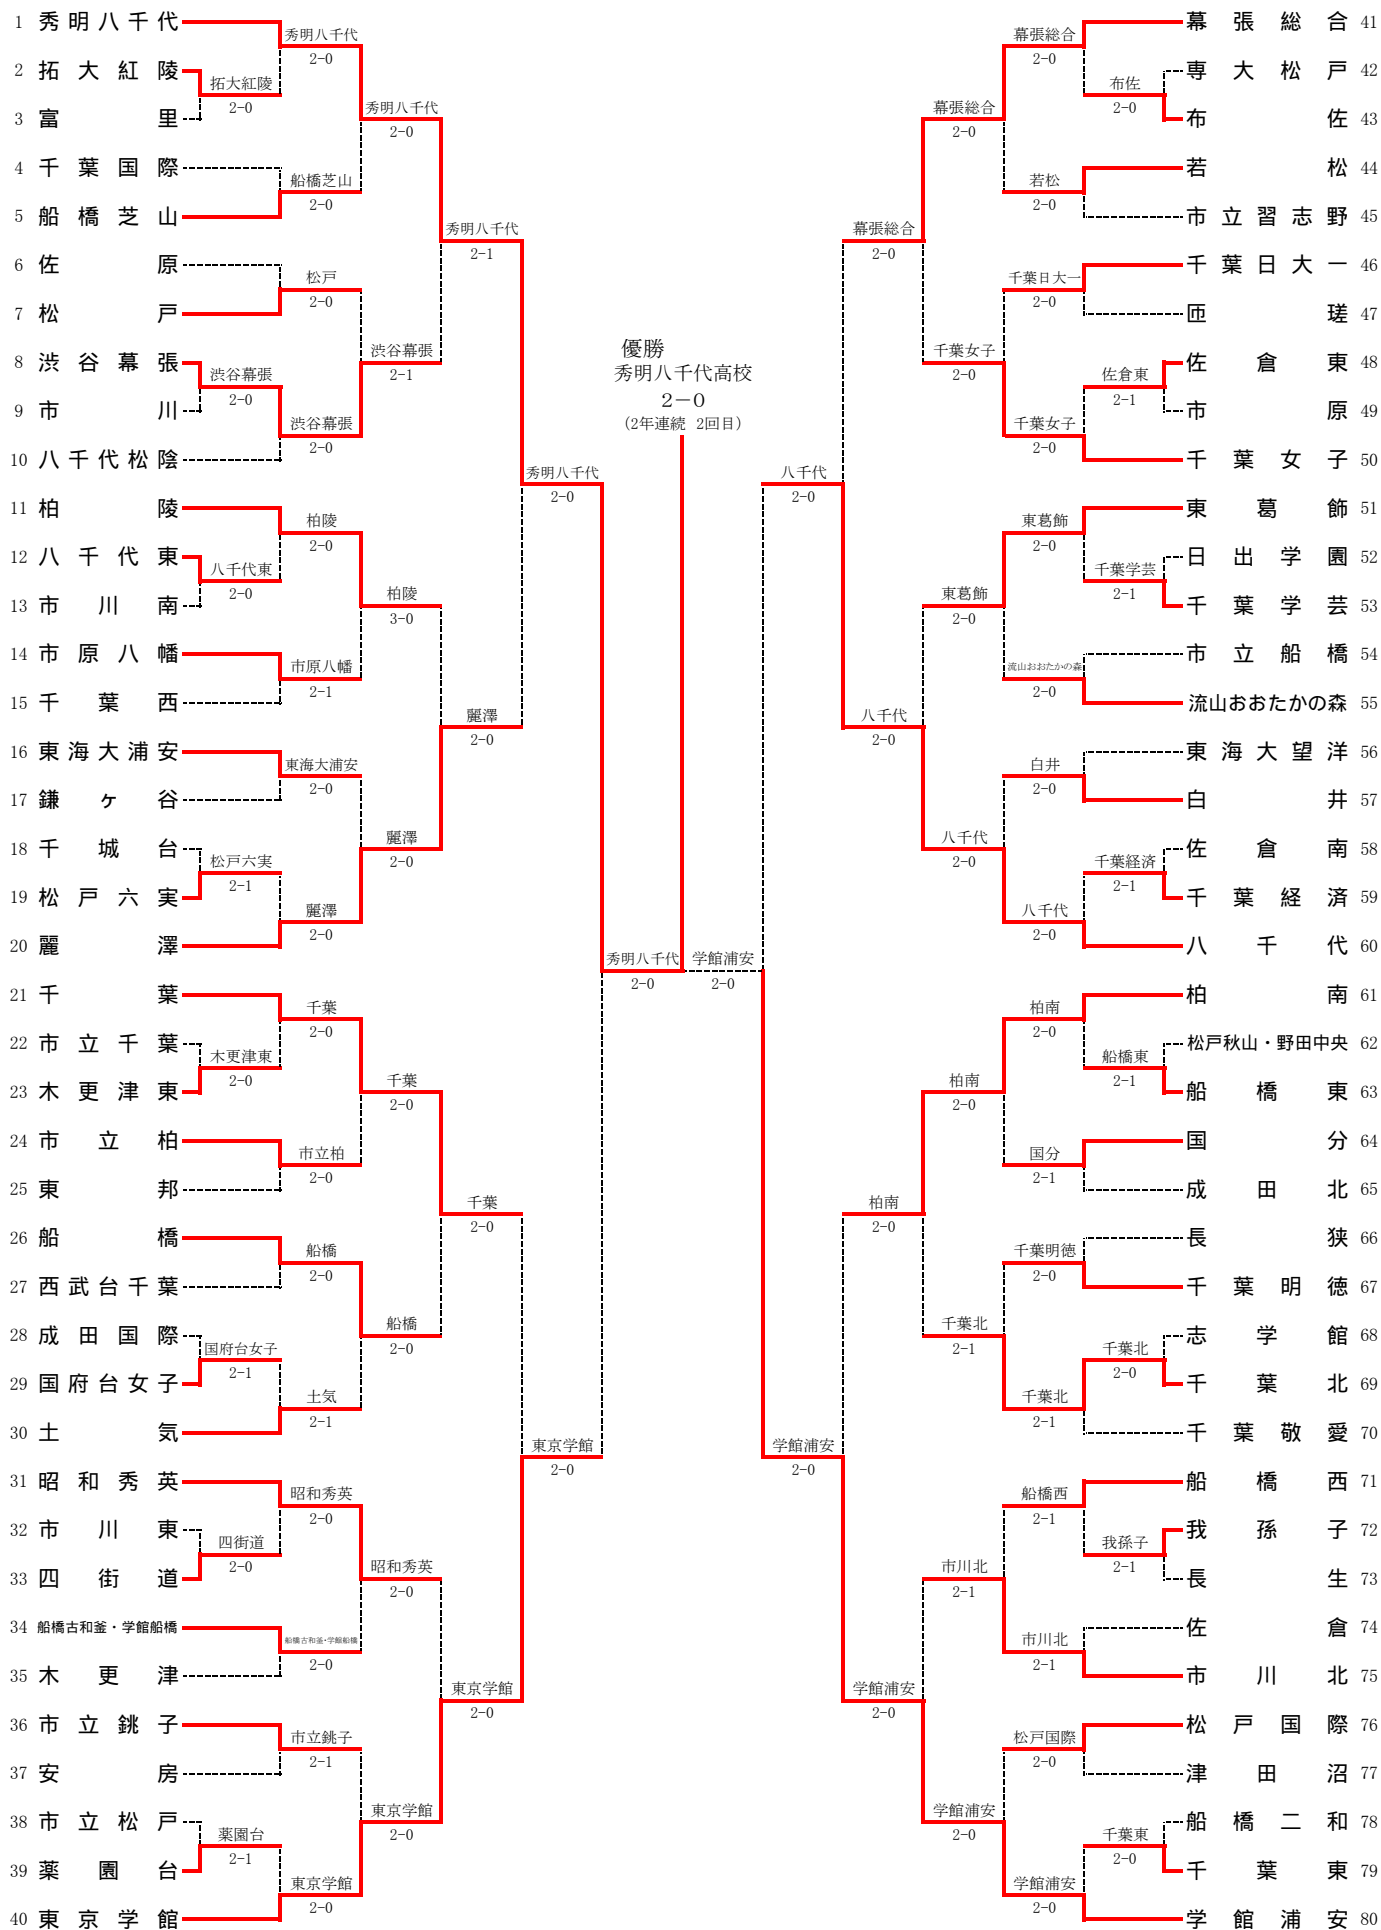 1 秀明八千代
2 拓大紅陵
3 富里
4 千葉国際
5 船橋芝山
6 佐原
7 松戸
8 渋谷幕張
9 市川
10 八千代松陰
11 柏陵
12 八千代東
13 市川南
14 市原八幡
15 千葉西
16 東海大浦安
17 鎌ヶ谷
18 千城台
19 松戸六実
20 麗澤
21 千葉
22 市立千葉
23 木更津東
24 市立柏
25 東邦
26 船橋
27 西武台千葉
28 成田国際
29 国府台女子
30 土気
31 昭和秀英
32 市川東
33 四街道
34 船橋古和釜・学館船橋
35 木更津
36 市立銚子
37 安房
38 市立松戸
39 薬園台
40 東京学館
拓大紅陵
2-0
渋谷幕張
2-0
八千代東
2-0
松戸六実
2-1
木更津東
2-0
国府台女子
2-1
四街道
2-0
薬園台
2-1
秀明八千代
2-0
船橋芝山
2-0
松戸
2-0
渋谷幕張
2-0
柏陵
2-0
市原八幡
2-1
東海大浦安
2-0
麗澤
2-0
千葉
2-0
市立柏
2-0
船橋
2-0
土気
2-1
昭和秀英
2-0
船橋古和釜・学館船橋
2-0
市立銚子
2-1
東京学館
2-0
秀明八千代
2-0
渋谷幕張
2-1
柏陵
3-0
麗澤
2-0
千葉
2-0
船橋
2-0
昭和秀英
2-0
東京学館
2-0
秀明八千代
2-1
麗澤
2-0
千葉
2-0
東京学館
2-0
秀明八千代
2-0
東京学館
2-0
秀明八千代
2-0
優勝
秀明八千代高校
2-0
(2年連続 2回目)
学館浦安
2-0
八千代
2-0
学館浦安
2-0
幕張総合
2-0
八千代
2-0
柏南
2-0
学館浦安
2-0
幕張総合
2-0
千葉女子
2-0
東葛飾
2-0
八千代
2-0
柏南
2-0
千葉北
2-1
市川北
2-1
学館浦安
2-0
幕張総合
2-0
若松
2-0
千葉日大一
2-0
千葉女子
2-0
東葛飾
2-0
流山おおたかの森
2-0
白井
2-0
八千代
2-0
柏南
2-0
国分
2-1
千葉明徳
2-0
千葉北
2-1
船橋西
2-1
市川北
2-1
松戸国際
2-0
学館浦安
2-0
布佐
2-0
佐倉東
2-1
千葉学芸
2-1
千葉経済
2-1
船橋東
2-1
千葉北
2-0
我孫子
2-1
千葉東
2-0
幕張総合 41
専大松戸 42
布佐 43
若松 44
市立習志野 45
千葉日大一 46
匝瑳 47
佐倉東 48
市原 49
千葉女子 50
東葛飾 51
日出学園 52
千葉学芸 53
市立船橋 54
流山おおたかの森 55
東海大望洋 56
白井 57
佐倉南 58
千葉経済 59
八千代 60
柏南 61
松戸秋山・野田中央 62
船橋東 63
国分 64
成田北 65
長狭 66
千葉明徳 67
志学館 68
千葉北 69
千葉敬愛 70
船橋西 71
我孫子 72
長生 73
佐倉 74
市川北 75
松戸国際 76
津田沼 77
船橋二和 78
千葉東 79
学館浦安 80